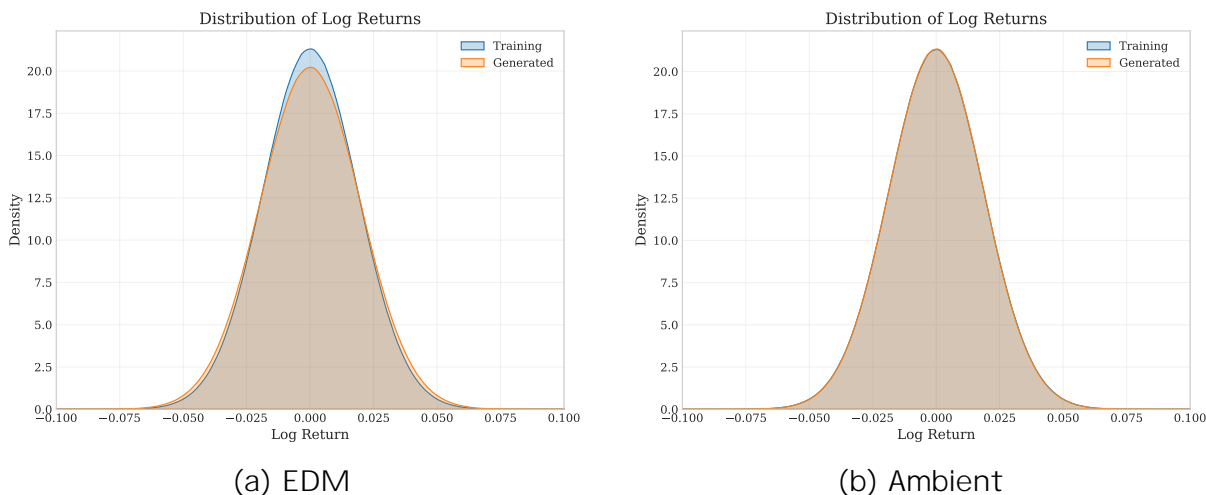 Distribution of Log Returns
Training
Generated
20.0
17.5
15.0
12.5
10.0
7.5
5.0
2.5
0.0
Density
−0.100 −0.075 −0.050 −0.025 0.000 0.025 0.050 0.075 0.100
Log Return
(a) EDM
Distribution of Log Returns
Training
Generated
20.0
17.5
15.0
12.5
10.0
7.5
5.0
2.5
0.0
Density
−0.100 −0.075 −0.050 −0.025 0.000 0.025 0.050 0.075 0.100
Log Return
(b) Ambient